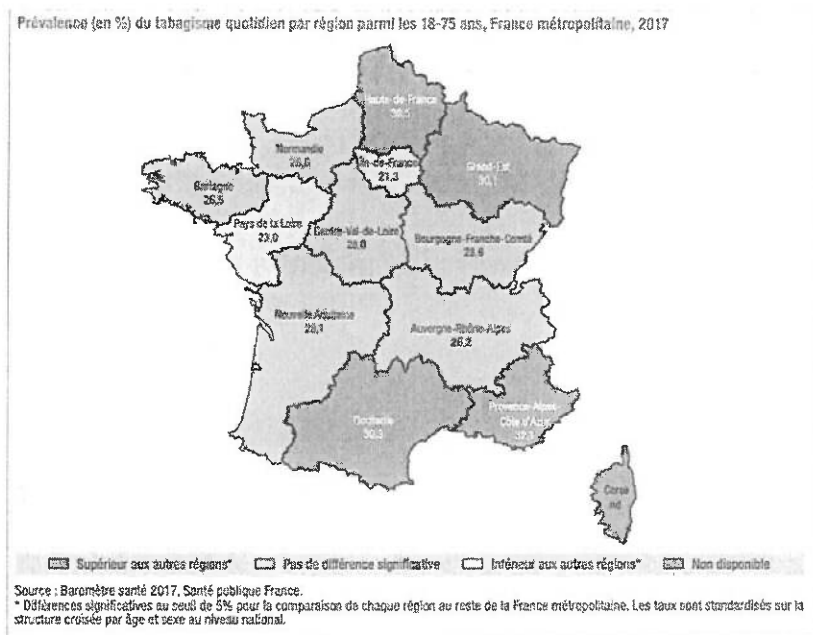 Prévalence (en %) du tabagisme quotidien par région parmi les 18-75 ans, France métropolitaine, 2017
Haute-de-France
30,5
Normandie
Grand-Est
30,1
Île-de-France
21,3
Bretagne
26,5
Pays de la Loire
23,0
Centre-Val-de-Loire
Bourgogne-Franche-Comté
Nouvelle Aquitaine
Auvergne-Rhône-Alpes
26,2
Occitanie
30,3
Provence-Alpes-
Côte d'Azur
Corse
nd
Supérieur aux autres régions* Pas de différence significative Inférieur aux autres régions* Non disponible
Source : Baromètre santé 2017, Santé publique France.
* Différences significatives au seuil de 5% pour la comparaison de chaque région au reste de la France métropolitaine. Les taux sont standardisés sur la
structure croisée par âge et sexe au niveau national.